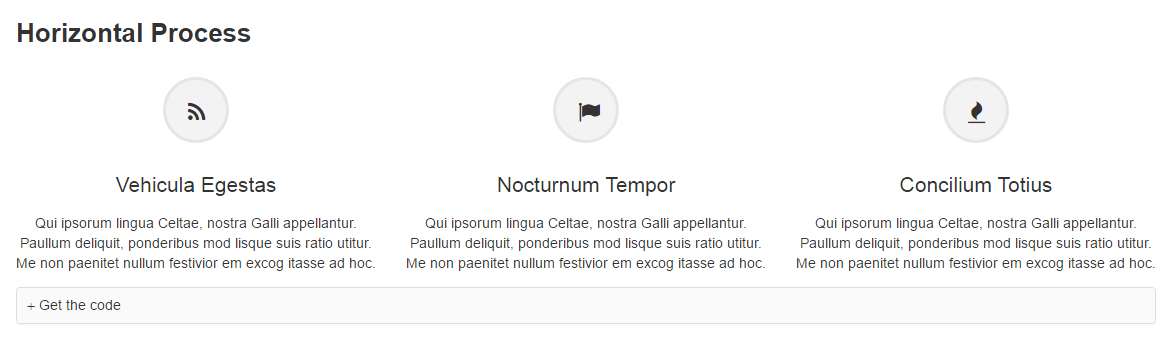 Horizontal Process
Vehicula Egestas
Qui ipsorum lingua Celtae, nostra Galli appellantur.
Paullum deliquit, ponderibus mod lisque suis ratio utitur.
Me non paenitet nullum festivior em excog itasse ad hoc.
Nocturnum Tempor
Qui ipsorum lingua Celtae, nostra Galli appellantur.
Paullum deliquit, ponderibus mod lisque suis ratio utitur.
Me non paenitet nullum festivior em excog itasse ad hoc.
Concilium Totius
Qui ipsorum lingua Celtae, nostra Galli appellantur.
Paullum deliquit, ponderibus mod lisque suis ratio utitur.
Me non paenitet nullum festivior em excog itasse ad hoc.
+ Get the code